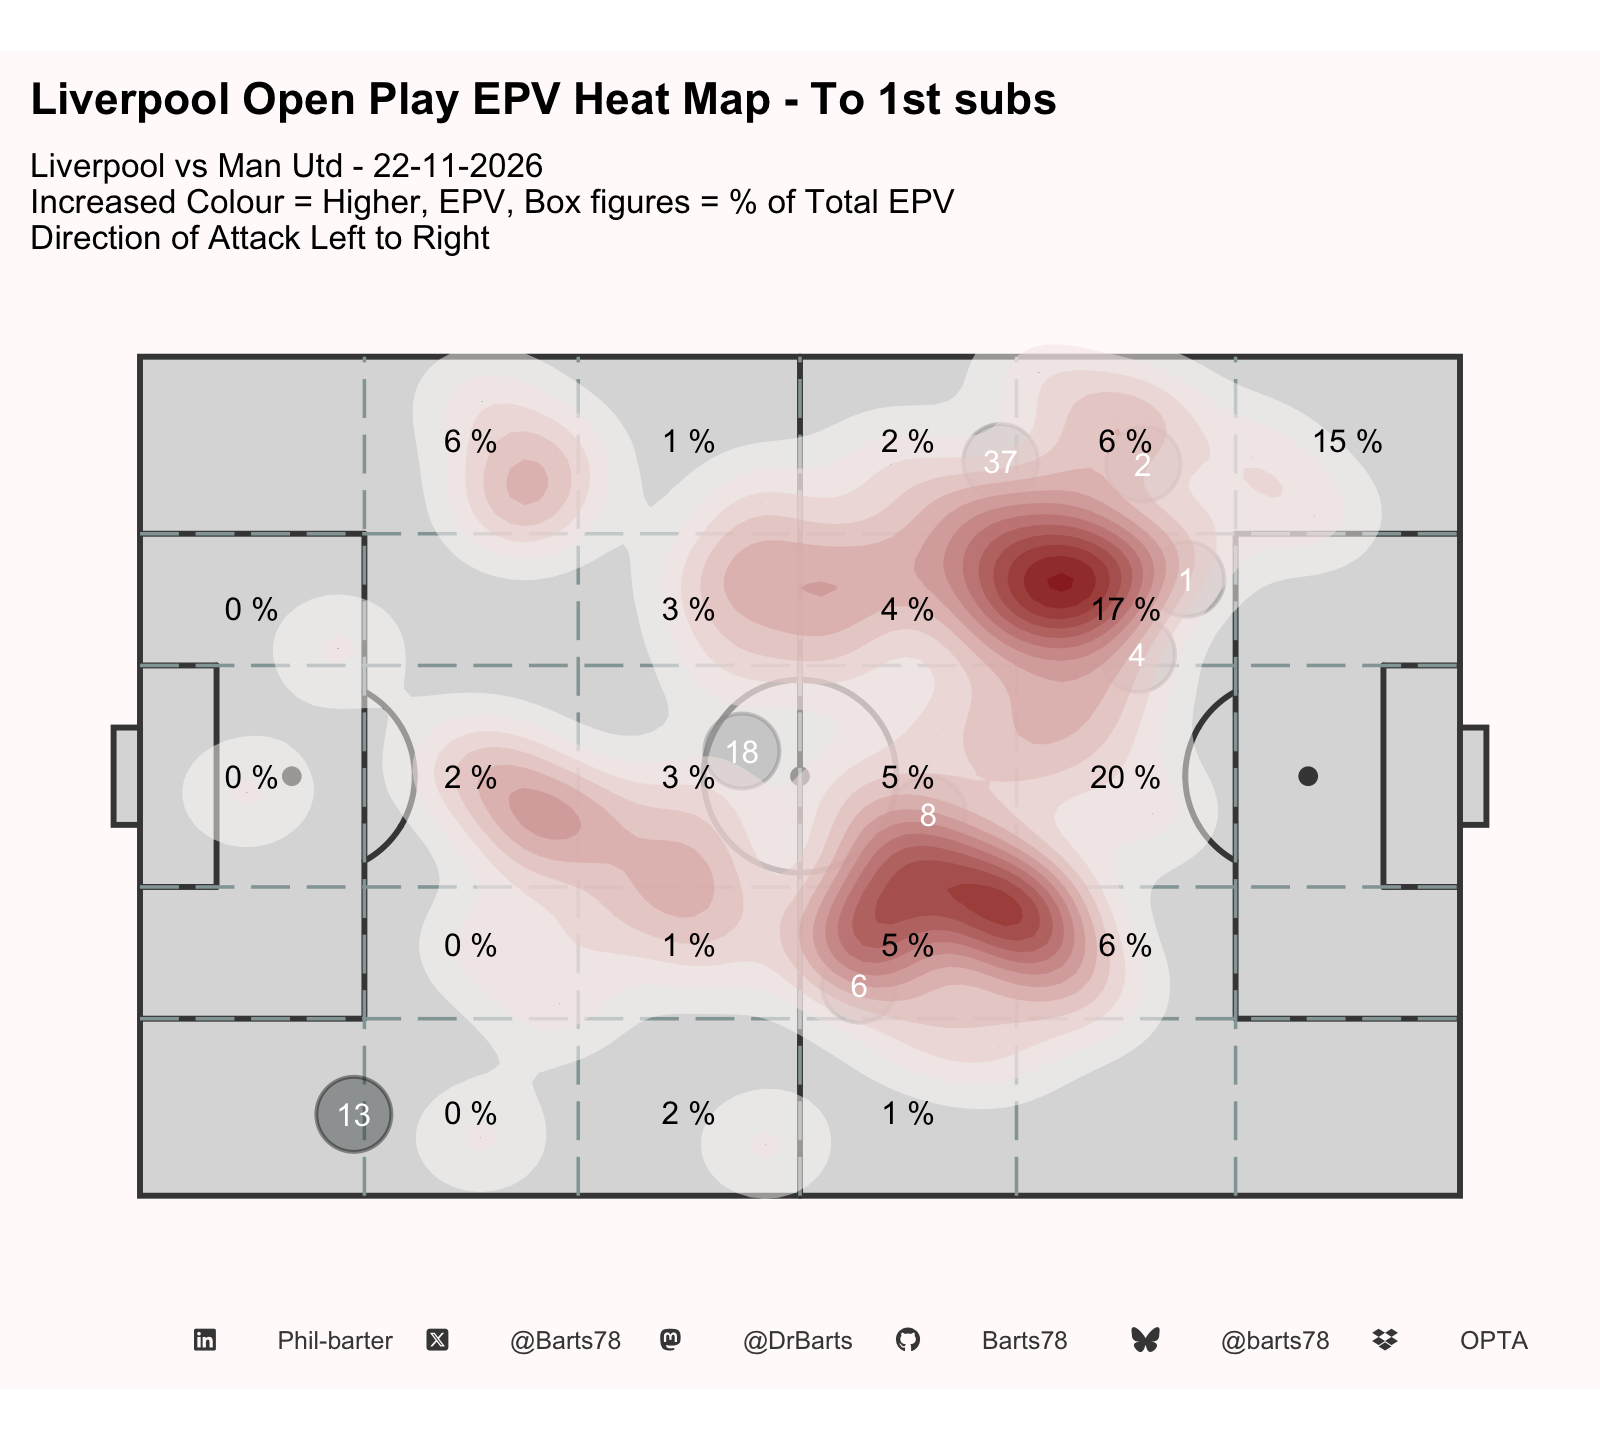 Liverpool Open Play EPV Heat Map - To 1st subs
Liverpool vs Man Utd - 22-11-2026
Increased Colour = Higher, EPV, Box figures = % of Total EPV
Direction of Attack Left to Right
6 % 1 % 2 % 37 6 % 2 15 %
0 % 3 % 4 % 17 % 1
4
0 % 2 % 3 % 18 5 % 20 %
8
0 % 1 % 5 % 6 %
6
13 0 % 2 % 1 %
Phil-barter @Barts78 @DrBarts Barts78 @barts78 OPTA